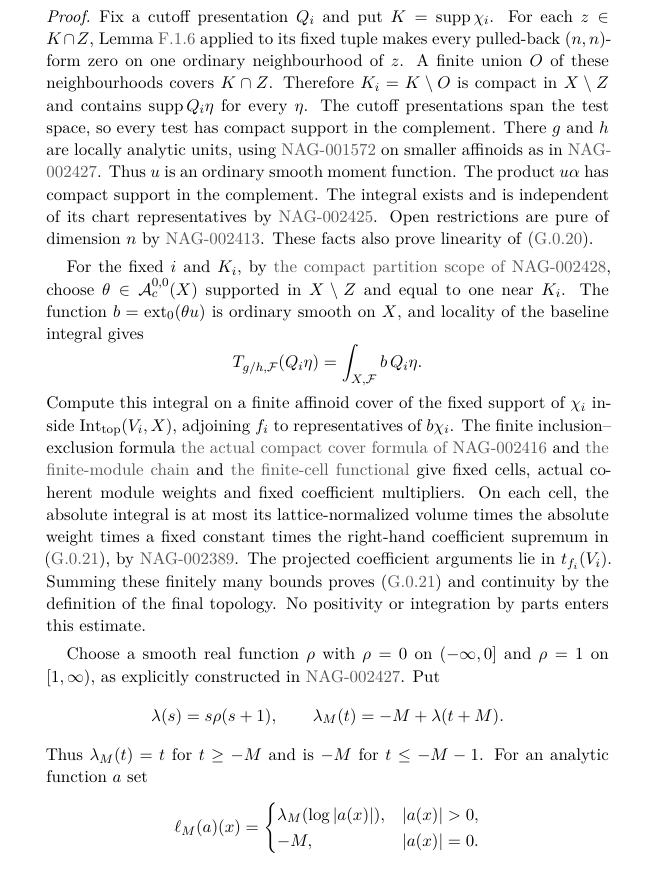 Proof. Fix a cutoff presentation Q_i and put K = supp χ_i. For each z ∈
K∩Z, Lemma F.1.6 applied to its fixed tuple makes every pulled-back (n, n)-
form zero on one ordinary neighbourhood of z. A finite union O of these
neighbourhoods covers K ∩ Z. Therefore K_i = K \ O is compact in X \ Z
and contains supp Q_iη for every η. The cutoff presentations span the test
space, so every test has compact support in the complement. There g and h
are locally analytic units, using NAG-001572 on smaller affinoids as in NAG-
002427. Thus u is an ordinary smooth moment function. The product uα has
compact support in the complement. The integral exists and is independent
of its chart representatives by NAG-002425. Open restrictions are pure of
dimension n by NAG-002413. These facts also prove linearity of (G.0.20).
For the fixed i and K_i, by the compact partition scope of NAG-002428,
choose θ ∈ 𝒜_c^{0,0}(X) supported in X \ Z and equal to one near K_i. The
function b = ext_0(θu) is ordinary smooth on X, and locality of the baseline
integral gives
T_{g/h,ℱ}(Q_iη) = ∫_{X,ℱ} b Q_iη.
Compute this integral on a finite affinoid cover of the fixed support of χ_i in-
side Int_top(V_i, X), adjoining f_i to representatives of bχ_i. The finite inclusion–
exclusion formula the actual compact cover formula of NAG-002416 and the
finite-module chain and the finite-cell functional give fixed cells, actual co-
herent module weights and fixed coefficient multipliers. On each cell, the
absolute integral is at most its lattice-normalized volume times the absolute
weight times a fixed constant times the right-hand coefficient supremum in
(G.0.21), by NAG-002389. The projected coefficient arguments lie in t_{f_i}(V_i).
Summing these finitely many bounds proves (G.0.21) and continuity by the
definition of the final topology. No positivity or integration by parts enters
this estimate.
Choose a smooth real function ρ with ρ = 0 on (−∞, 0] and ρ = 1 on
[1, ∞), as explicitly constructed in NAG-002427. Put
λ(s) = sρ(s + 1), λ_M(t) = −M + λ(t + M).
Thus λ_M(t) = t for t ≥ −M and is −M for t ≤ −M − 1. For an analytic
function a set
ℓ_M(a)(x) = { λ_M(log |a(x)|), |a(x)| > 0,
−M, |a(x)| = 0.